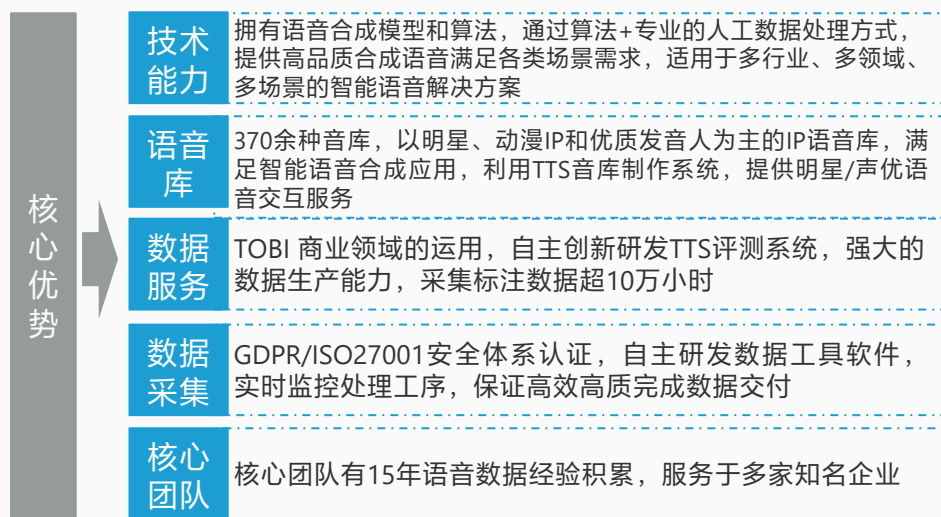 核心优势
技术
能力
拥有语音合成模型和算法，通过算法+专业的人工数据处理方式，
提供高品质合成语音满足各类场景需求，适用于多行业、多领域、
多场景的智能语音解决方案
语音
库
370余种音库，以明星、动漫IP和优质发音人为主的IP语音库，满
足智能语音合成应用，利用TTS音库制作系统，提供明星/声优语
音交互服务
数据
服务
TOBI 商业领域的运用，自主创新研发TTS评测系统，强大的
数据生产能力，采集标注数据超10万小时
数据
采集
GDPR/ISO27001安全体系认证，自主研发数据工具软件，
实时监控处理工序，保证高效高质完成数据交付
核心
团队
核心团队有15年语音数据经验积累，服务于多家知名企业